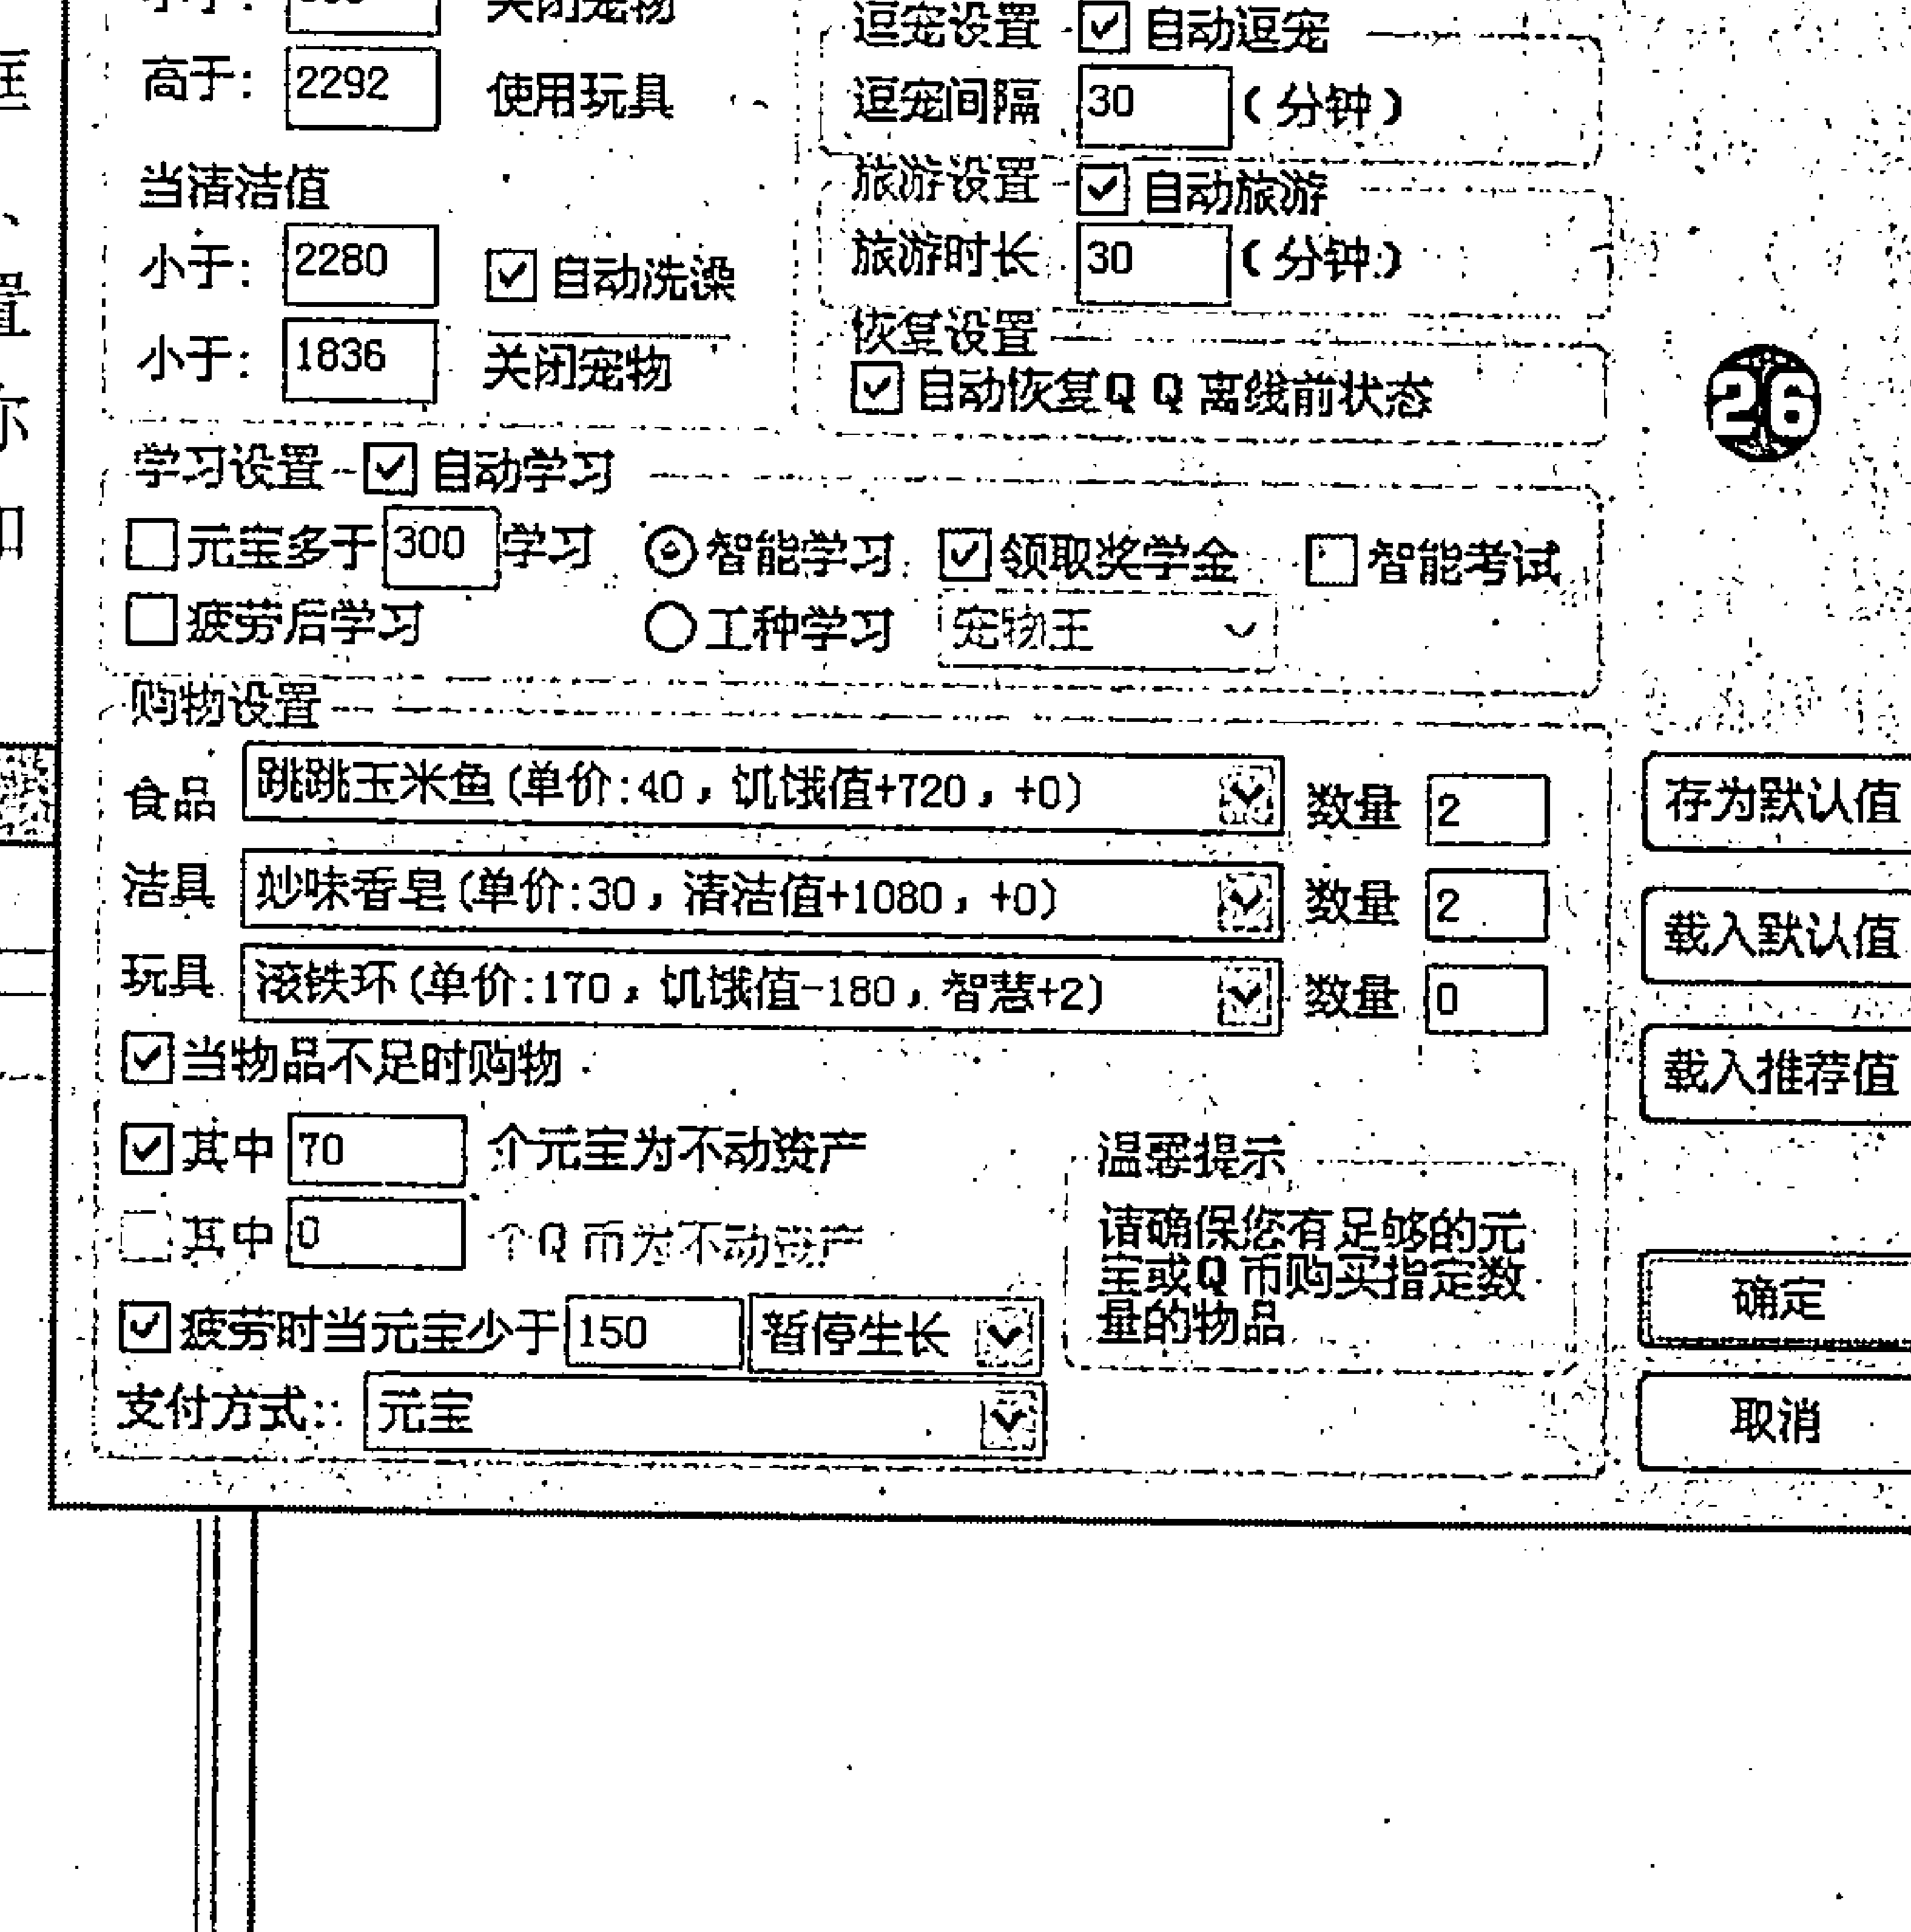 关闭宠物
高于: 2292 使用玩具
当清洁值
小于: 2280 自动洗澡
小于: 1836 关闭宠物
逗宠设置 自动逗宠
逗宠间隔 30 (分钟)
旅游设置 自动旅游
旅游时长 30 (分钟)
恢复设置
自动恢复QQ离线前状态
26
学习设置 自动学习
元宝多于 300 学习 智能学习 领取奖学金 智能考试
疲劳后学习 工种学习 宠物王
购物设置
食品 跳跳玉米鱼(单价:40,饥饿值+720,+0) 数量 2
洁具 妙味香皂(单价:30,清洁值+1080,+0) 数量 2
玩具 滚铁环(单价:170,饥饿值-180,智慧+2) 数量 0
当物品不足时购物
其中 70 个元宝为不动资产
其中 0 个Q币为不动资产
疲劳时当元宝少于 150 暂停生长
支付方式: 元宝
温馨提示
请确保您有足够的元
宝或Q币购买指定数
量的物品
存为默认值
载入默认值
载入推荐值
确定
取消